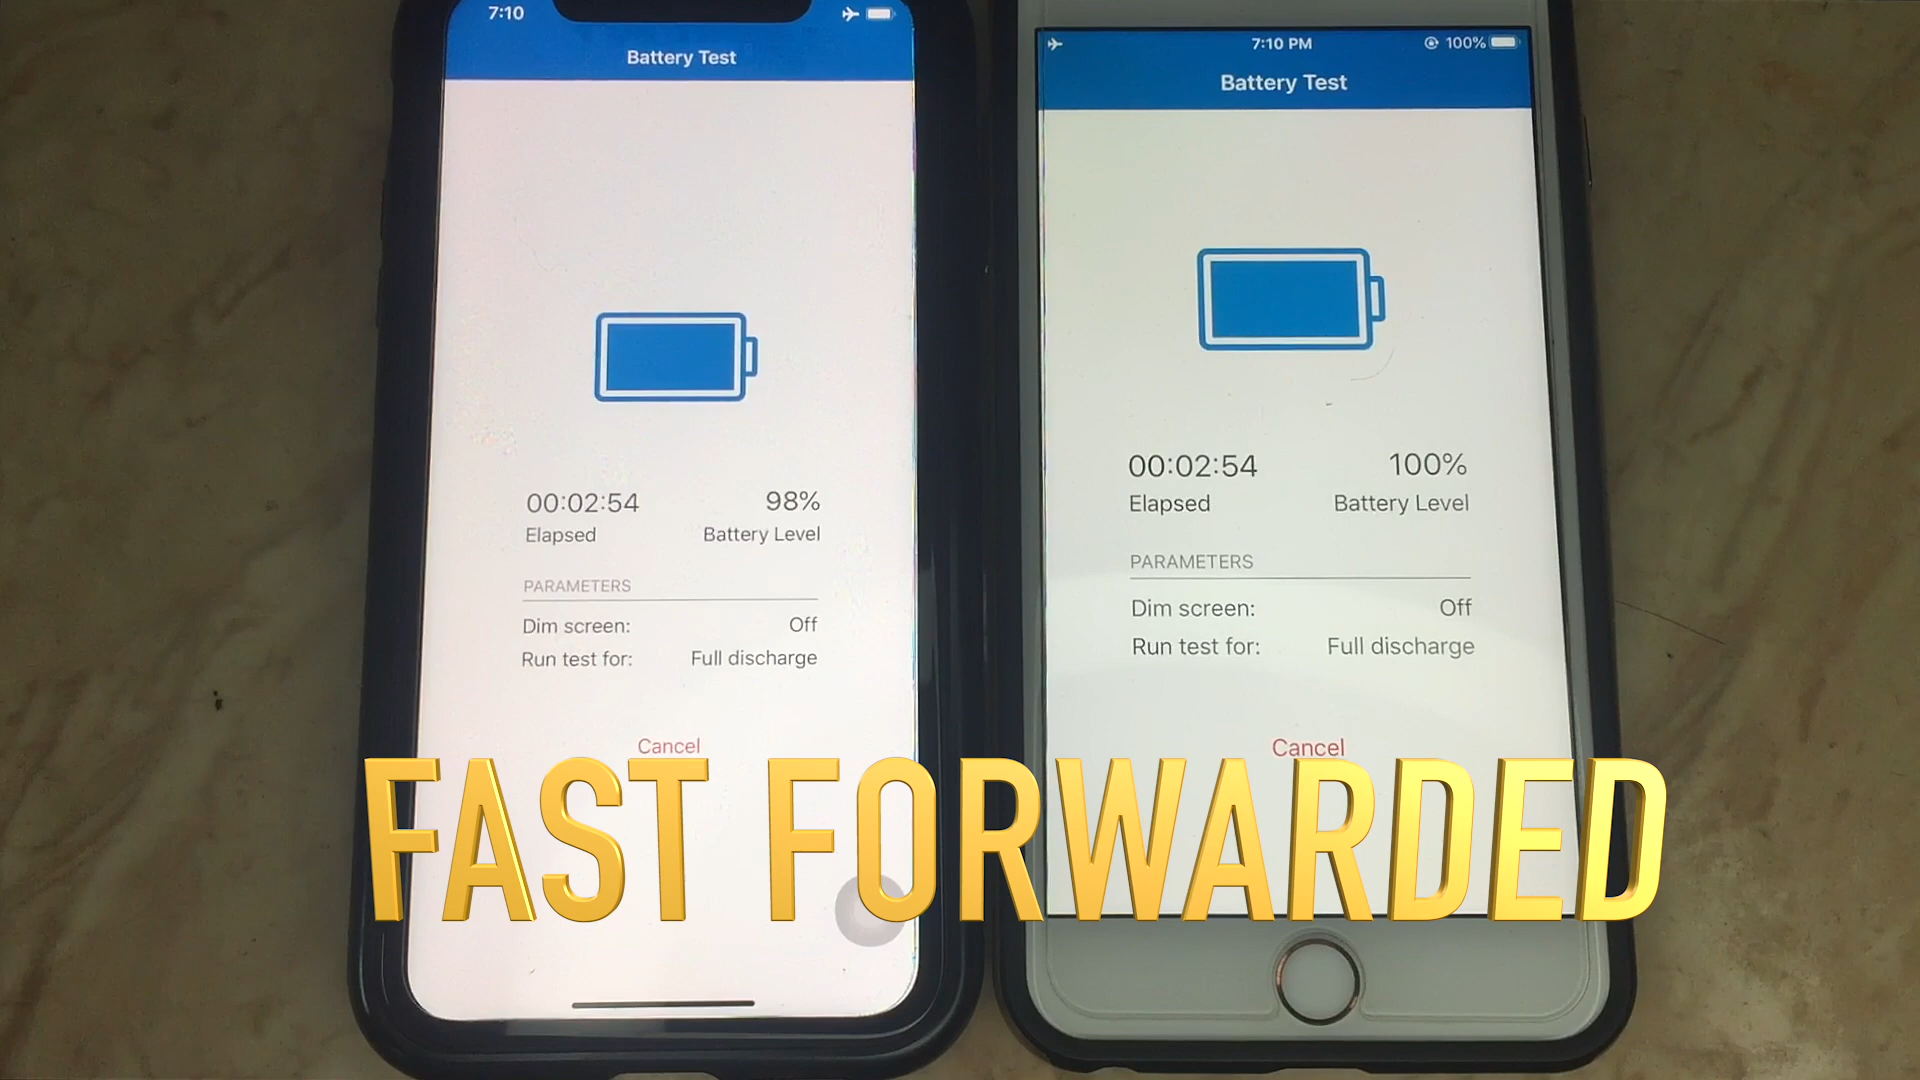 7:10
Battery Test
00:02:54 98%
Elapsed Battery Level
PARAMETERS
Dim screen: Off
Run test for: Full discharge
Cancel
7:10 PM 100%
Battery Test
00:02:54 100%
Elapsed Battery Level
PARAMETERS
Dim screen: Off
Run test for: Full discharge
Cancel
FAST FORWARDED